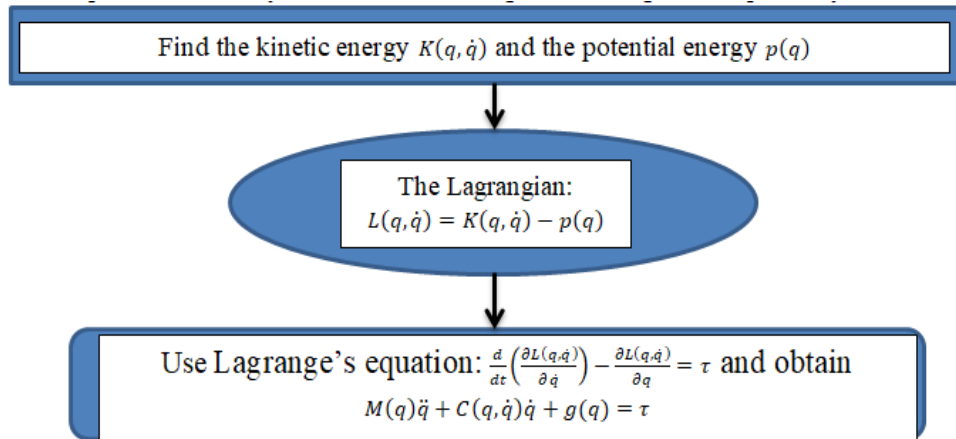 Find the kinetic energy K(q, q̇) and the potential energy p(q)
The Lagrangian:
L(q, q̇) = K(q, q̇) − p(q)
Use Lagrange’s equation: d/dt(∂L(q,q̇)/∂q̇) − ∂L(q,q̇)/∂q = τ and obtain
M(q)q̈ + C(q, q̇)q̇ + g(q) = τ